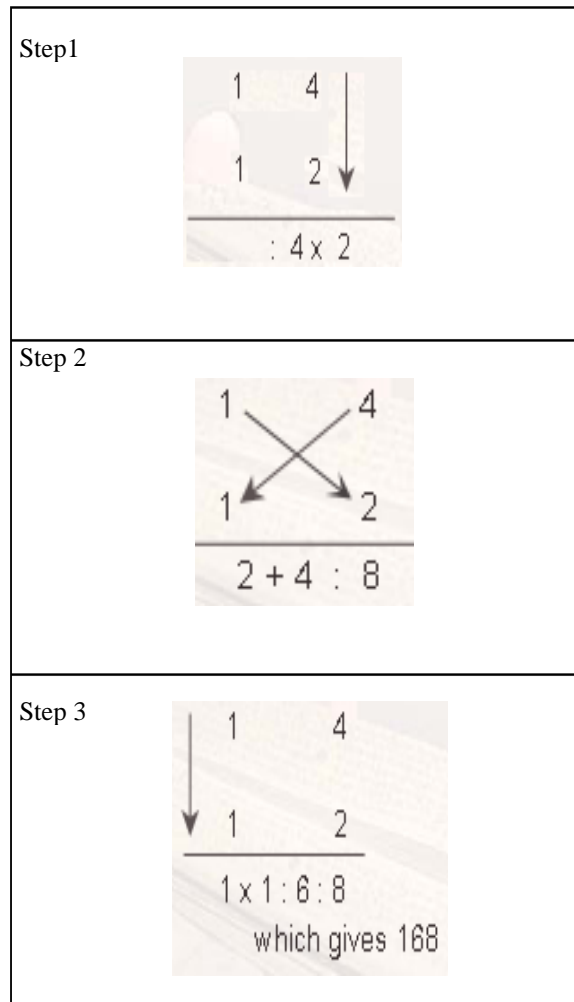 Step1
1 4
1 2
: 4 x 2
Step 2
1 4
1 2
2 + 4 : 8
Step 3
1 4
1 2
1 x 1 : 6 : 8
which gives 168